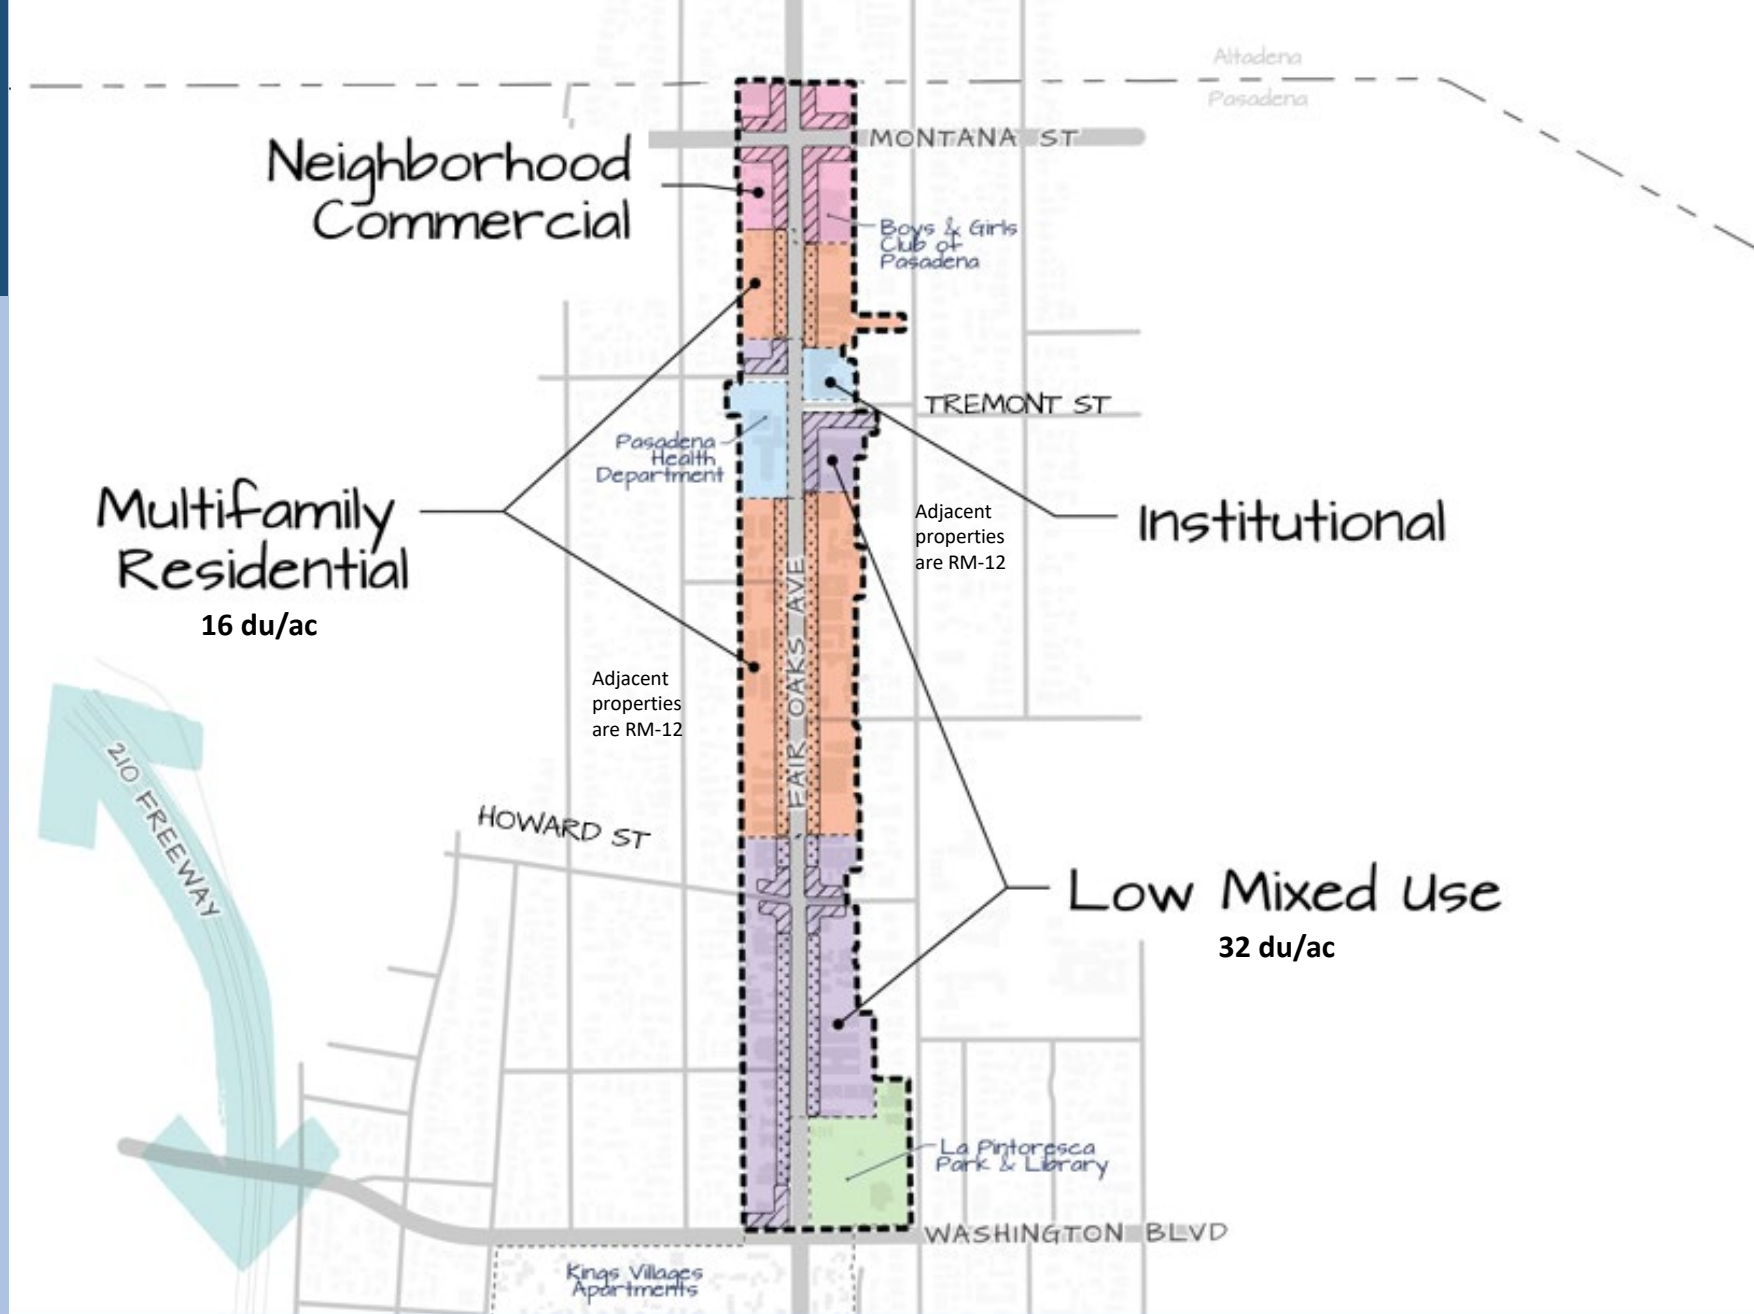 Altadena
Pasadena
MONTANA ST
Neighborhood
Commercial
Boys & Girls
Club of
Pasadena
TREMONT ST
Pasadena
Health
Department
Multifamily
Residential
16 du/ac
Adjacent
properties
are RM-12
Institutional
FAIR OAKS AVE
Adjacent
properties
are RM-12
210 FREEWAY
HOWARD ST
Low Mixed Use
32 du/ac
La Pintoresca
Park & Library
WASHINGTON BLVD
Kings Villages
Apartments